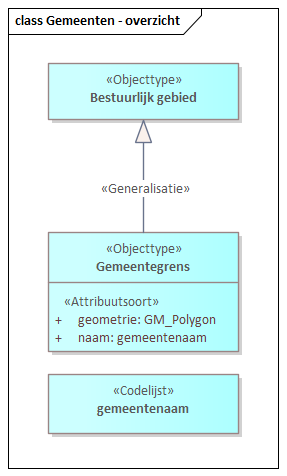 class Gemeenten - overzicht
«Objecttype»
Bestuurlijk gebied
«Generalisatie»
«Objecttype»
Gemeentegrens
«Attribuutsoort»
+ geometrie: GM_Polygon
+ naam: gemeentenaam
«Codelijst»
gemeentenaam